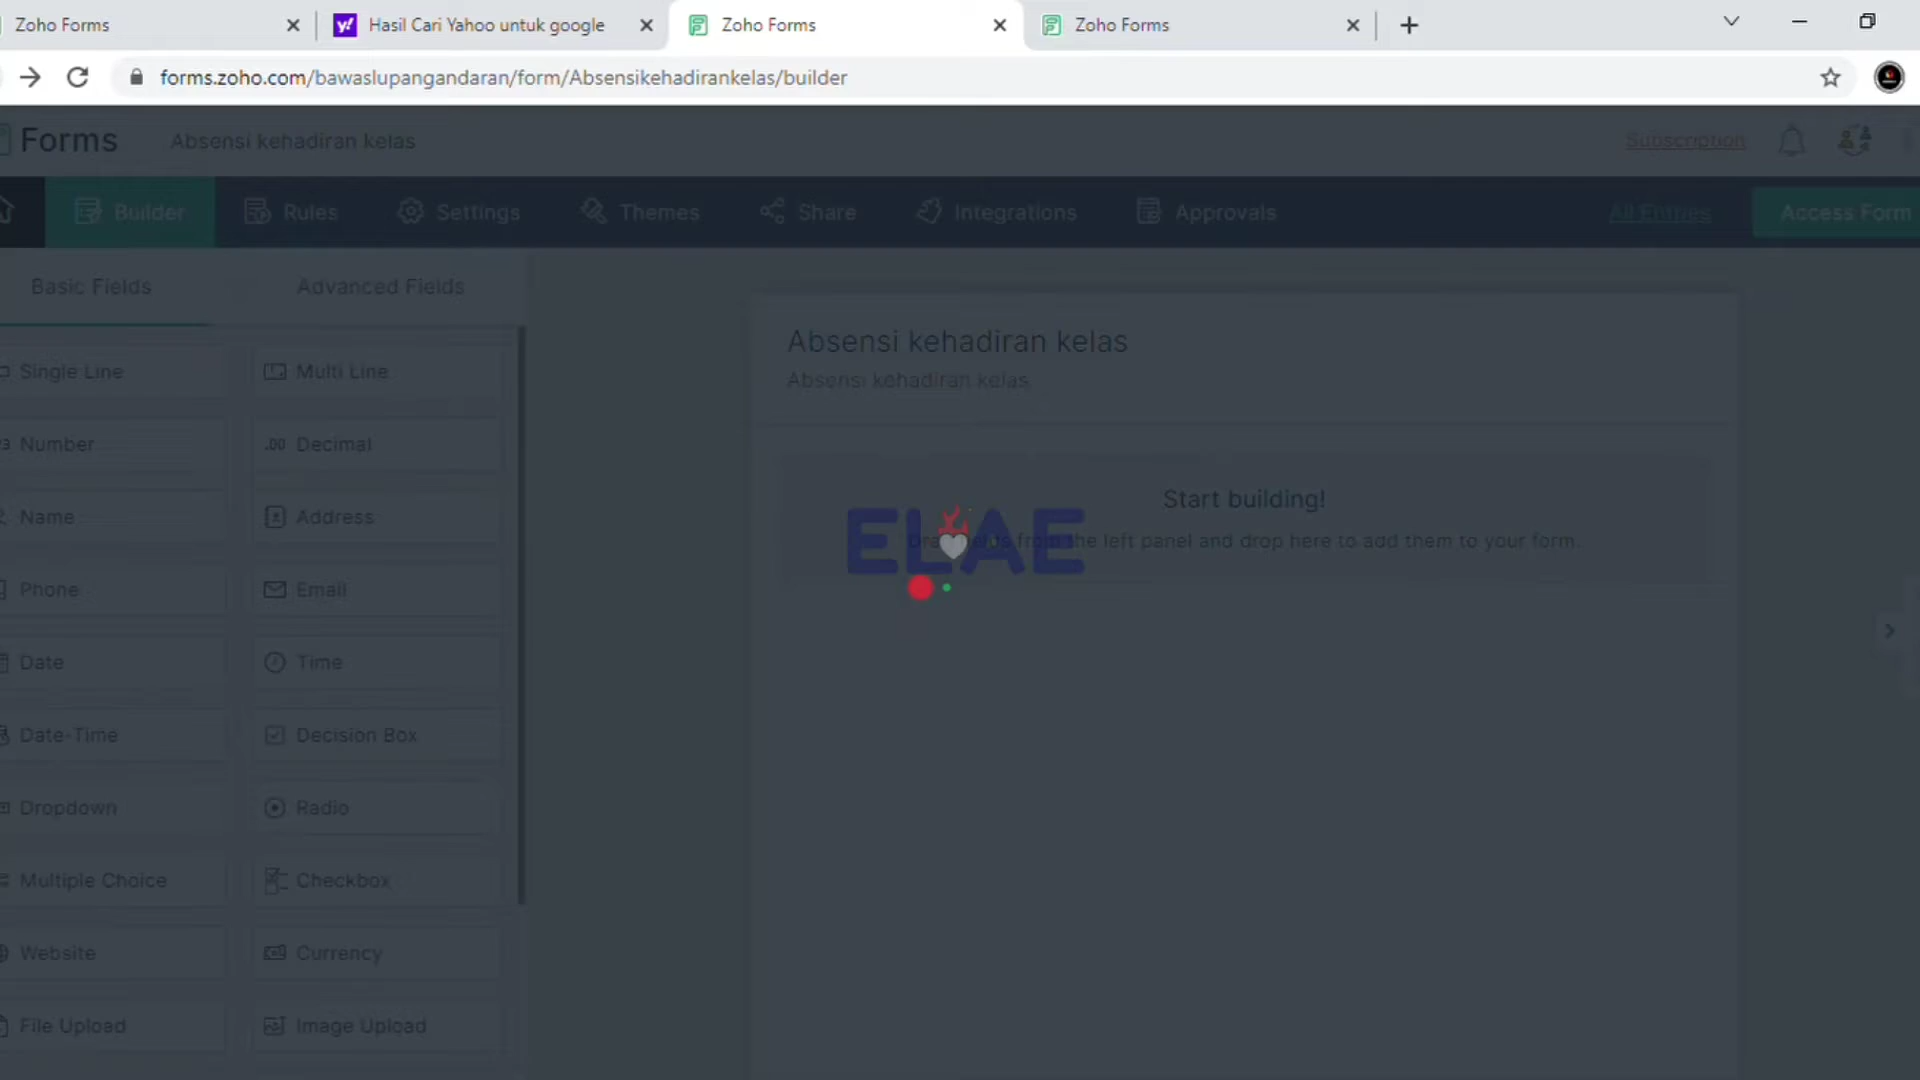 Zoho Forms
Hasil Cari Yahoo untuk google
Zoho Forms
Zoho Forms
forms.zoho.com/bawaslupangandaran/form/Absensikehadirankelas/builder
Forms
Absensi kehadiran kelas
Subscription
Builder
Rules
Settings
Themes
Share
Integrations
Approvals
All Entries
Access Form
Basic Fields
Advanced Fields
Single Line
Multi Line
Number
.00 Decimal
Name
Address
Phone
Email
Date
Time
Date-Time
Decision Box
Dropdown
Radio
Multiple Choice
Checkbox
Website
Currency
File Upload
Image Upload
Absensi kehadiran kelas
Absensi kehadiran kelas
Start building!
Drag fields from the left panel and drop here to add them to your form.
ELAE